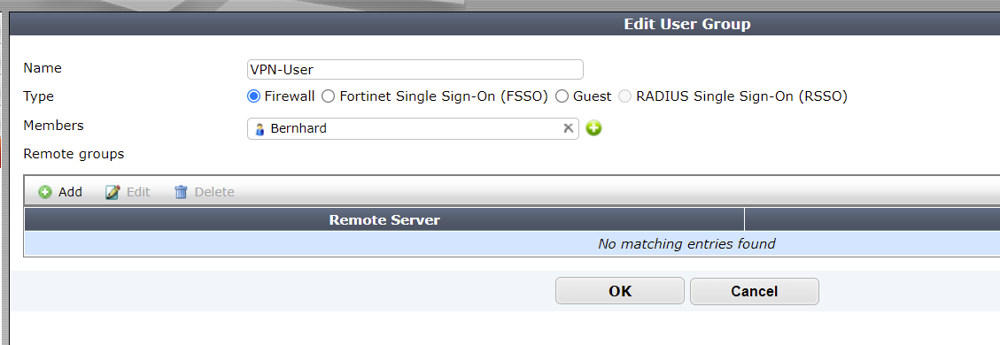 Edit User Group
Name VPN-User
Type Firewall Fortinet Single Sign-On (FSSO) Guest RADIUS Single Sign-On (RSSO)
Members Bernhard
Remote groups
Add Edit Delete
Remote Server
No matching entries found
OK Cancel